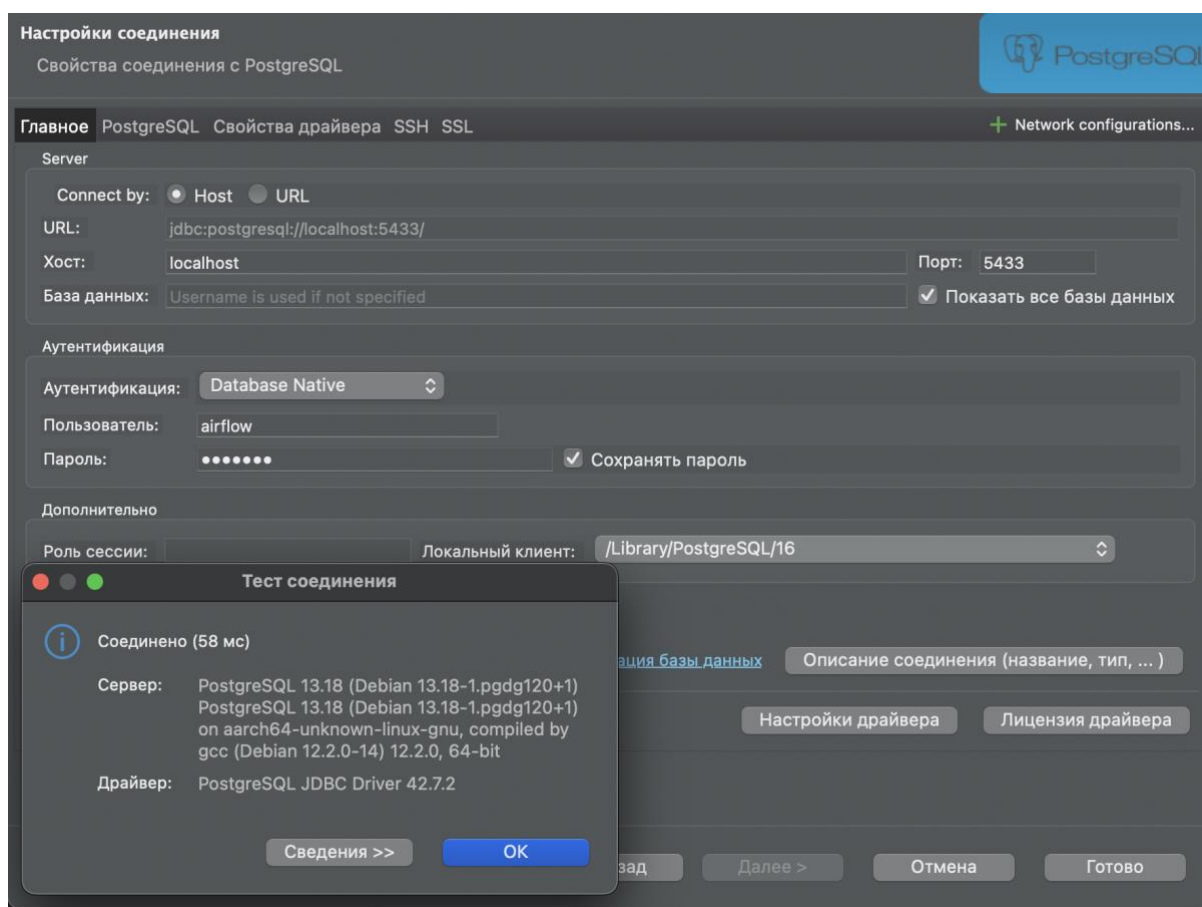 Настройки соединения
Свойства соединения с PostgreSQL
PostgreSQL
Главное PostgreSQL Свойства драйвера SSH SSL
Network configurations...
Server
Connect by: Host URL
URL: jdbc:postgresql://localhost:5433/
Хост: localhost Порт: 5433
База данных: Username is used if not specified Показать все базы данных
Аутентификация
Аутентификация: Database Native
Пользователь: airflow
Пароль: ••••••• Сохранять пароль
Дополнительно
Роль сессии: Локальный клиент: /Library/PostgreSQL/16
Тест соединения
Соединено (58 мс)
Сервер: PostgreSQL 13.18 (Debian 13.18-1.pgdg120+1)
PostgreSQL 13.18 (Debian 13.18-1.pgdg120+1)
on aarch64-unknown-linux-gnu, compiled by
gcc (Debian 12.2.0-14) 12.2.0, 64-bit
Драйвер: PostgreSQL JDBC Driver 42.7.2
Сведения >> OK
базы данных Описание соединения (название, тип, ... )
Настройки драйвера Лицензия драйвера
Далее > Отмена Готово